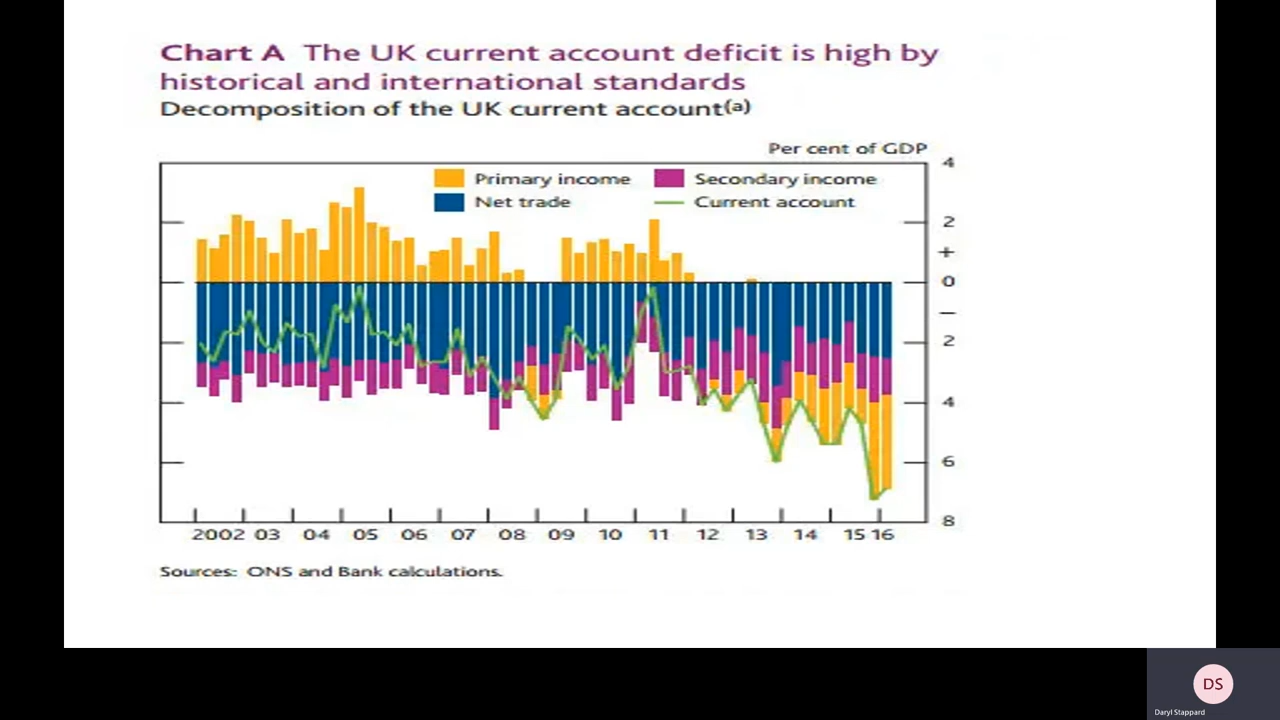 Chart A The UK current account deficit is high by
historical and international standards
Decomposition of the UK current account(a)
Per cent of GDP
Primary income Secondary income
Net trade Current account
4
2
+
0
–
2
4
6
8
2002 03 04 05 06 07 08 09 10 11 12 13 14 15 16
Sources: ONS and Bank calculations.
DS
Daryl Stappard